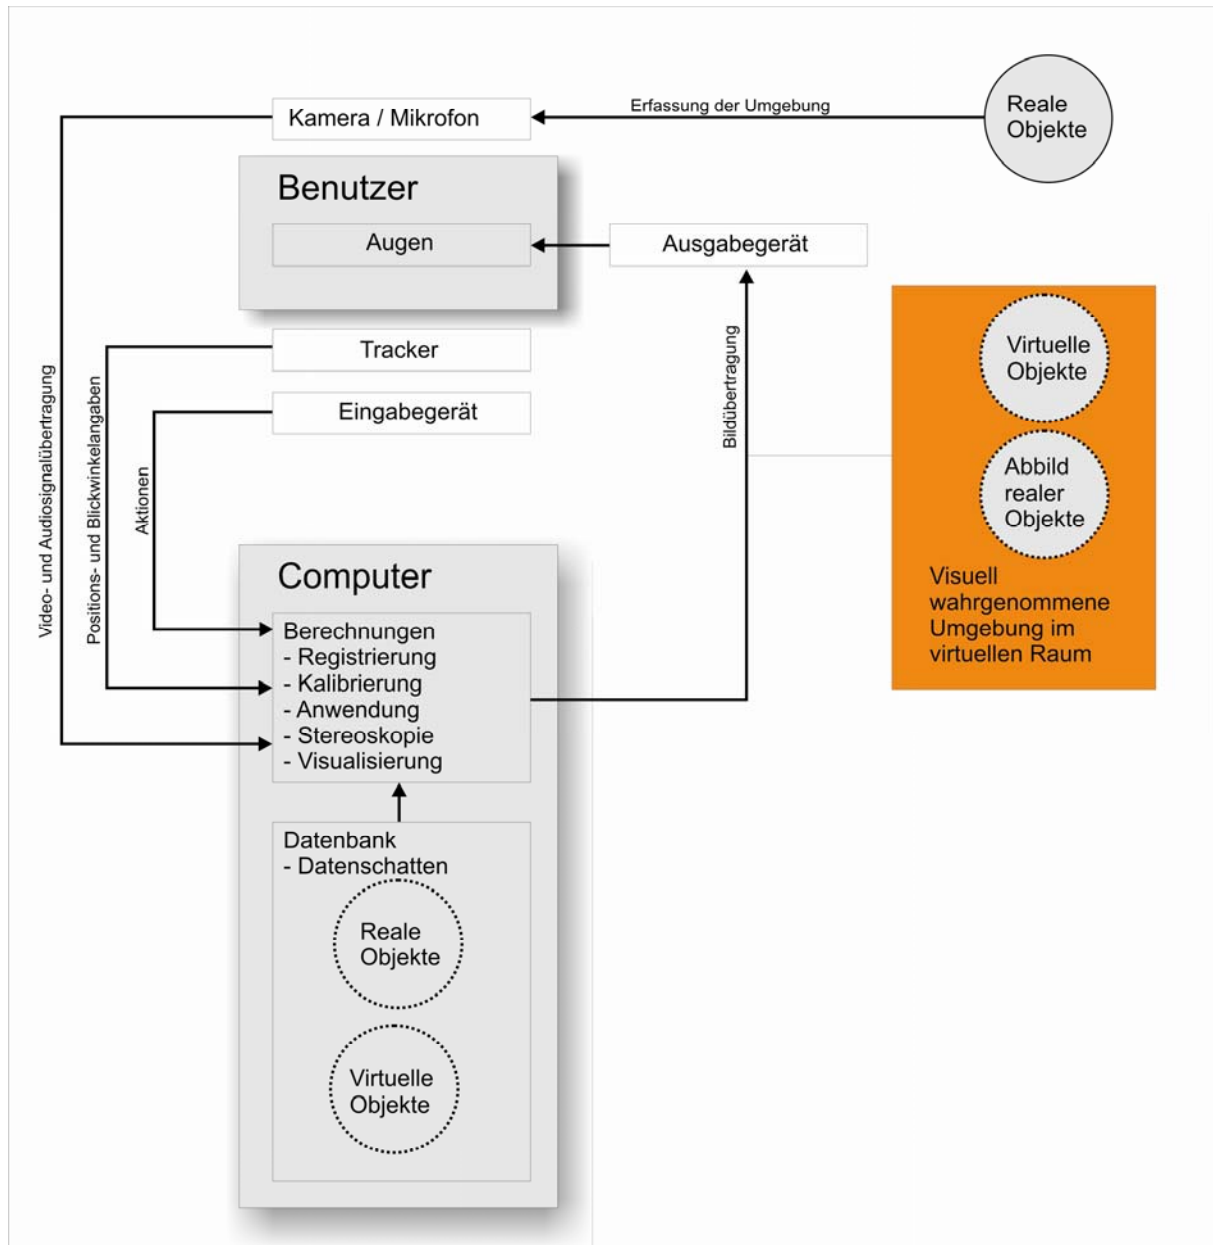 Kamera / Mikrofon
Erfassung der Umgebung
Reale
Objekte
Benutzer
Augen
Ausgabegerät
Tracker
Eingabegerät
Video- und Audiosignalübertragung
Positions- und Blickwinkelangaben
Aktionen
Bildübertragung
Virtuelle
Objekte
Abbild
realer
Objekte
Visuell
wahrgenommene
Umgebung im
virtuellen Raum
Computer
Berechnungen
- Registrierung
- Kalibrierung
- Anwendung
- Stereoskopie
- Visualisierung
Datenbank
- Datenschatten
Reale
Objekte
Virtuelle
Objekte